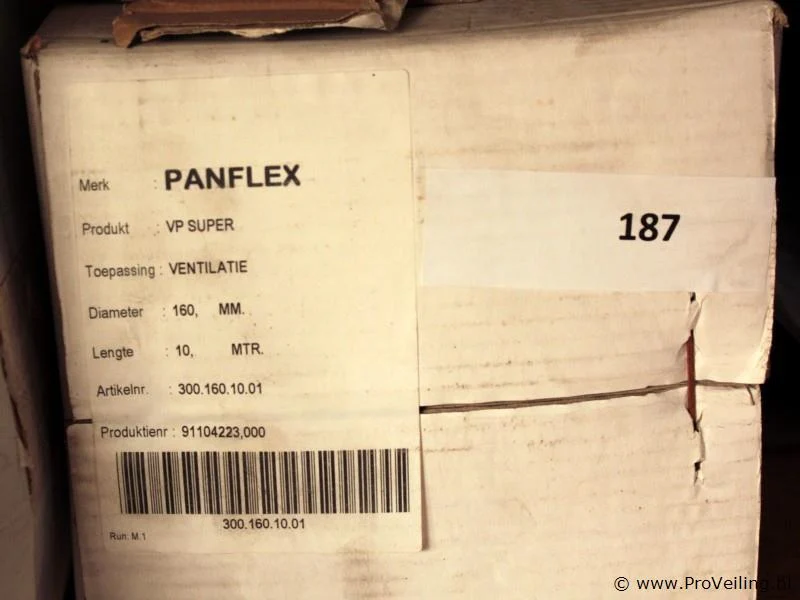 Merk : PANFLEX
Produkt : VP SUPER
Toepassing : VENTILATIE
Diameter : 160, MM.
Lengte : 10, MTR.
Artikelnr. : 300.160.10.01
Produktienr : 91104223,000
300.160.10.01
Run: M.1
187
© www.ProVeiling.nl